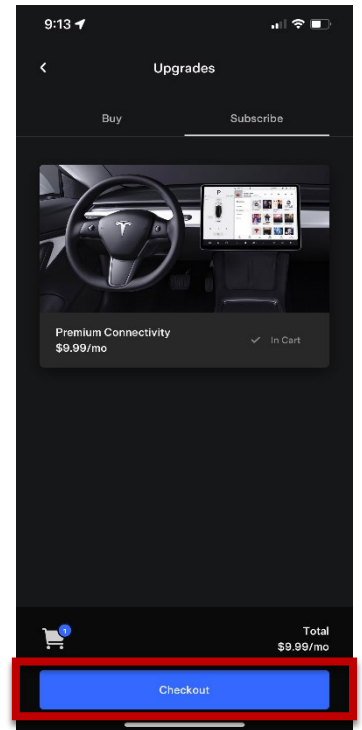 9:13
Upgrades
Buy
Subscribe
Premium Connectivity
$9.99/mo
In Cart
1
Total
$9.99/mo
Checkout